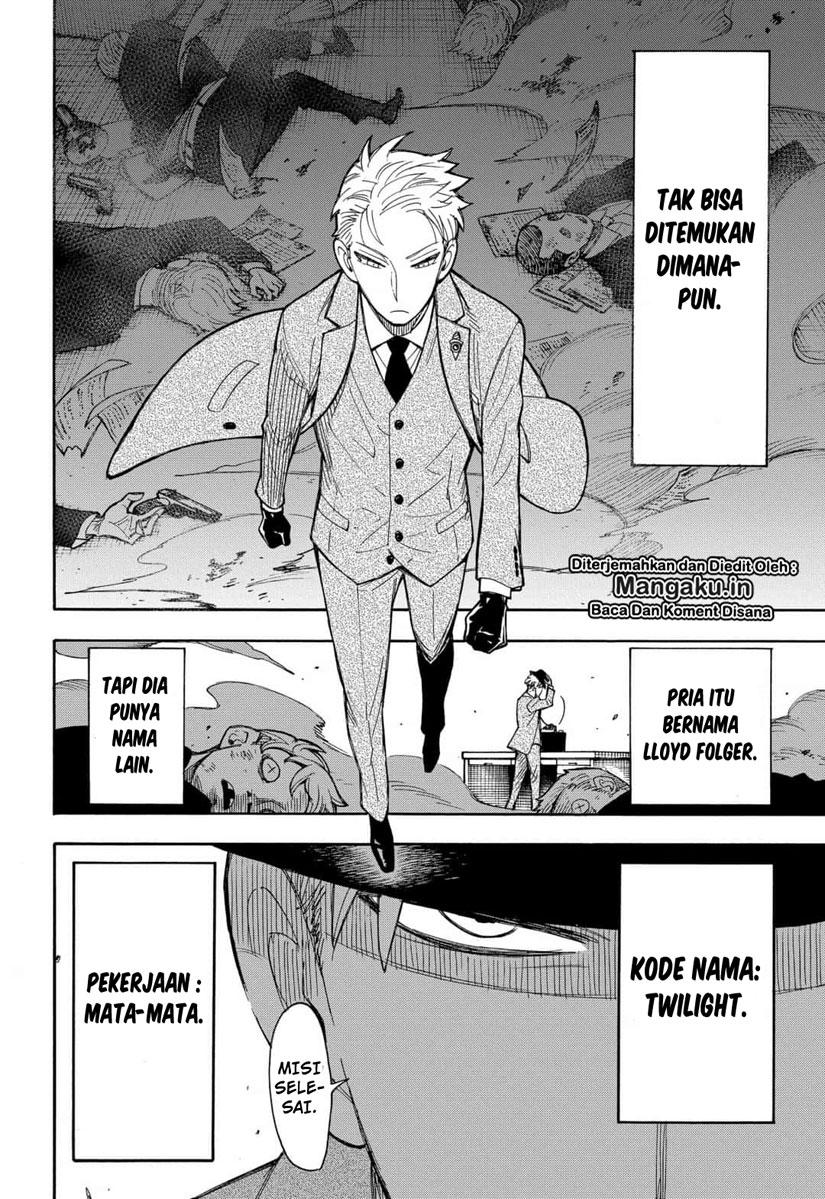 TAK BISA
DITEMUKAN
DIMANA-
PUN.
Diterjemahkan dan Diedit Oleh:
Mangaku.in
Baca Dan Koment Disana
PRIA ITU
BERNAMA
LLOYD FOLGER.
TAPI DIA
PUNYA
NAMA
LAIN.
KODE NAMA:
TWILIGHT.
MISI
SELE-
SAI.
PEKERJAAN :
MATA-MATA.